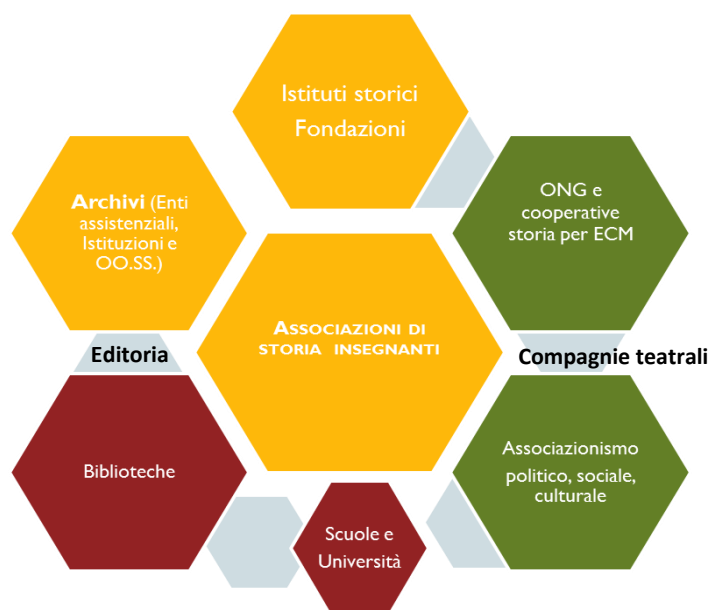 Istituti storici
Fondazioni
Archivi (Enti
assistenziali,
Istituzioni e
OO.SS.)
ONG e
cooperative
storia per ECM
ASSOCIAZIONI DI
STORIA INSEGNANTI
Editoria
Compagnie teatrali
Biblioteche
Associazionismo
politico, sociale,
culturale
Scuole e
Università